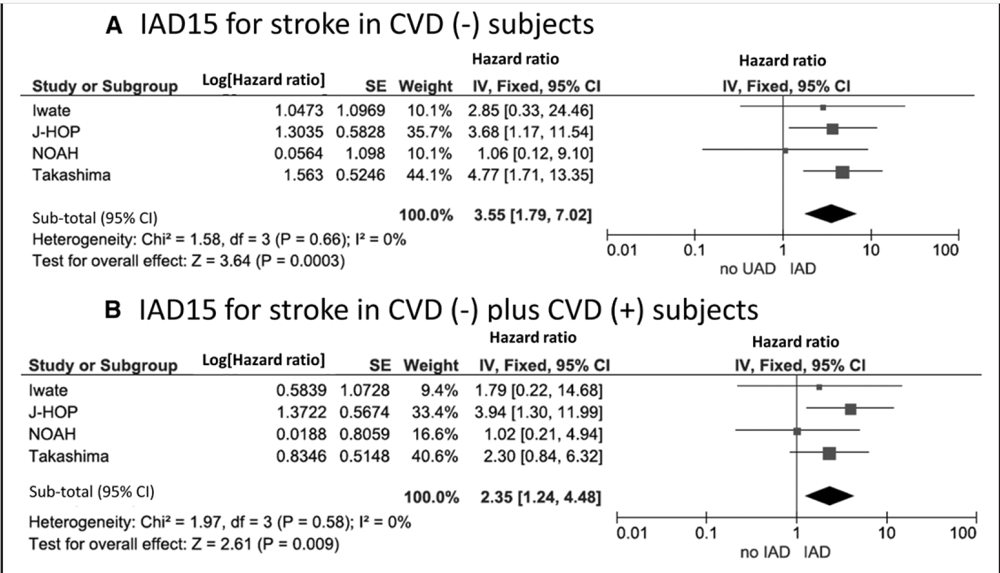 A IAD15 for stroke in CVD (-) subjects
Hazard ratio Hazard ratio
Study or Subgroup Log[Hazard ratio] SE Weight IV, Fixed, 95% CI IV, Fixed, 95% CI
Iwate 1.0473 1.0969 10.1% 2.85 [0.33, 24.46]
J-HOP 1.3035 0.5828 35.7% 3.68 [1.17, 11.54]
NOAH 0.0564 1.098 10.1% 1.06 [0.12, 9.10]
Takashima 1.563 0.5246 44.1% 4.77 [1.71, 13.35]
Sub-total (95% CI) 100.0% 3.55 [1.79, 7.02]
Heterogeneity: Chi² = 1.58, df = 3 (P = 0.66); I² = 0%
Test for overall effect: Z = 3.64 (P = 0.0003)
0.01 0.1 1 10 100
no UAD IAD
B IAD15 for stroke in CVD (-) plus CVD (+) subjects
Hazard ratio Hazard ratio
Study or Subgroup Log[Hazard ratio] SE Weight IV, Fixed, 95% CI IV, Fixed, 95% CI
Iwate 0.5839 1.0728 9.4% 1.79 [0.22, 14.68]
J-HOP 1.3722 0.5674 33.4% 3.94 [1.30, 11.99]
NOAH 0.0188 0.8059 16.6% 1.02 [0.21, 4.94]
Takashima 0.8346 0.5148 40.6% 2.30 [0.84, 6.32]
Sub-total (95% CI) 100.0% 2.35 [1.24, 4.48]
Heterogeneity: Chi² = 1.97, df = 3 (P = 0.58); I² = 0%
Test for overall effect: Z = 2.61 (P = 0.009)
0.01 0.1 1 10 100
no IAD IAD